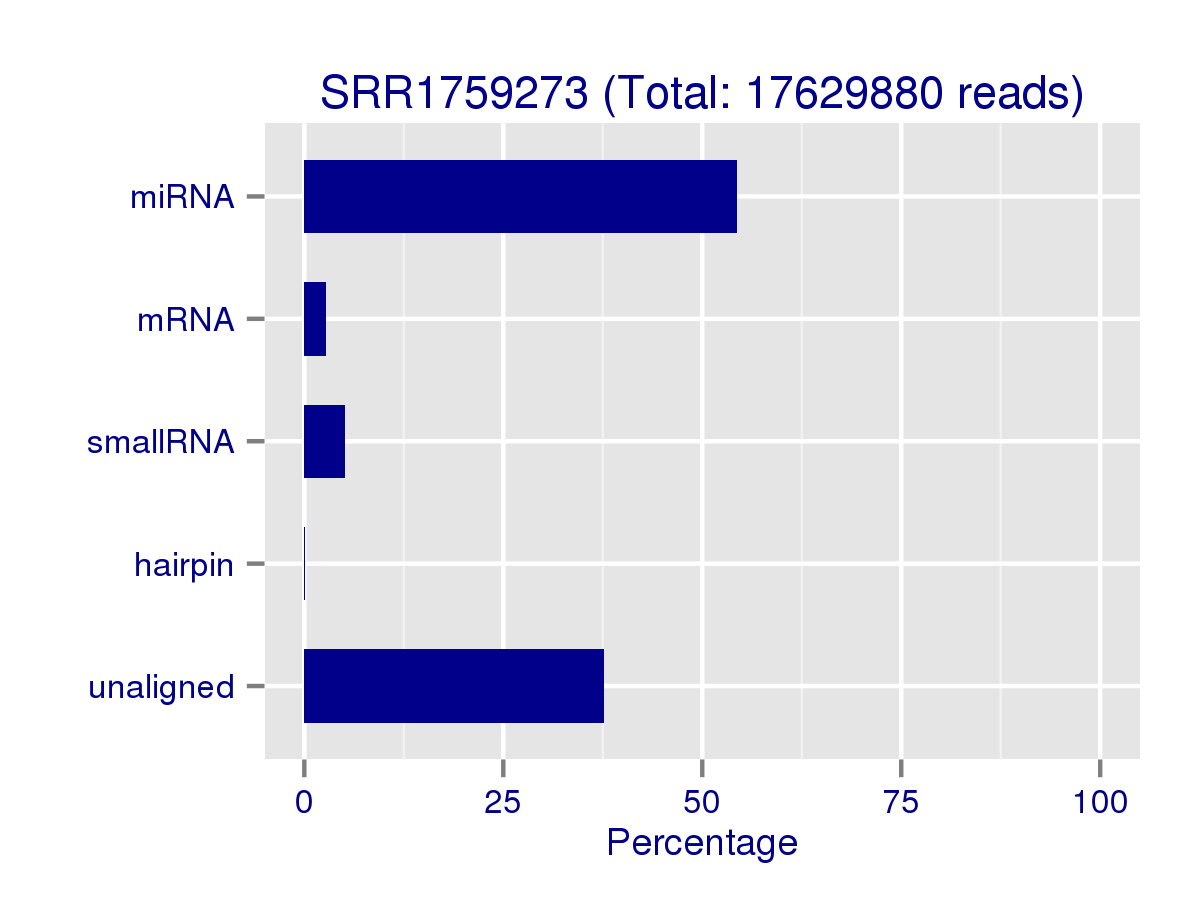 SRR1759273 (Total: 17629880 reads)
miRNA
mRNA
smallRNA
hairpin
unaligned
0 25 50 75 100
Percentage